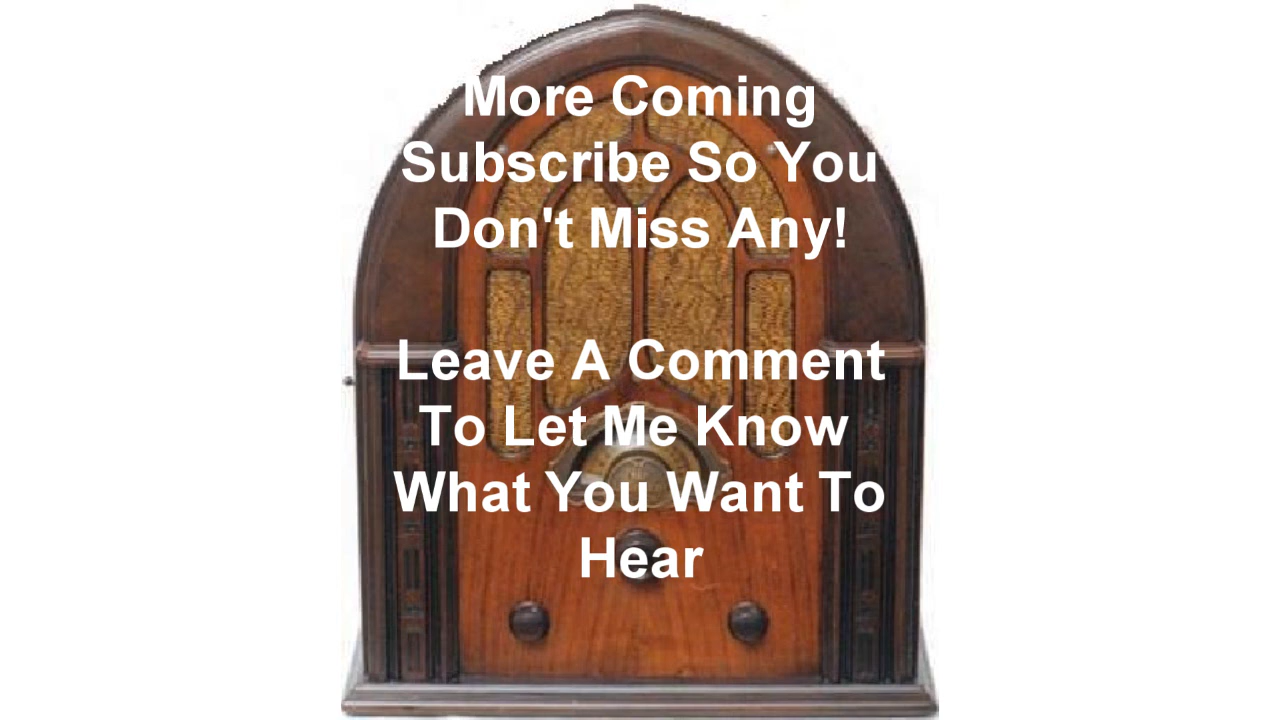 More Coming
Subscribe So You
Don't Miss Any!
Leave A Comment
To Let Me Know
What You Want To
Hear